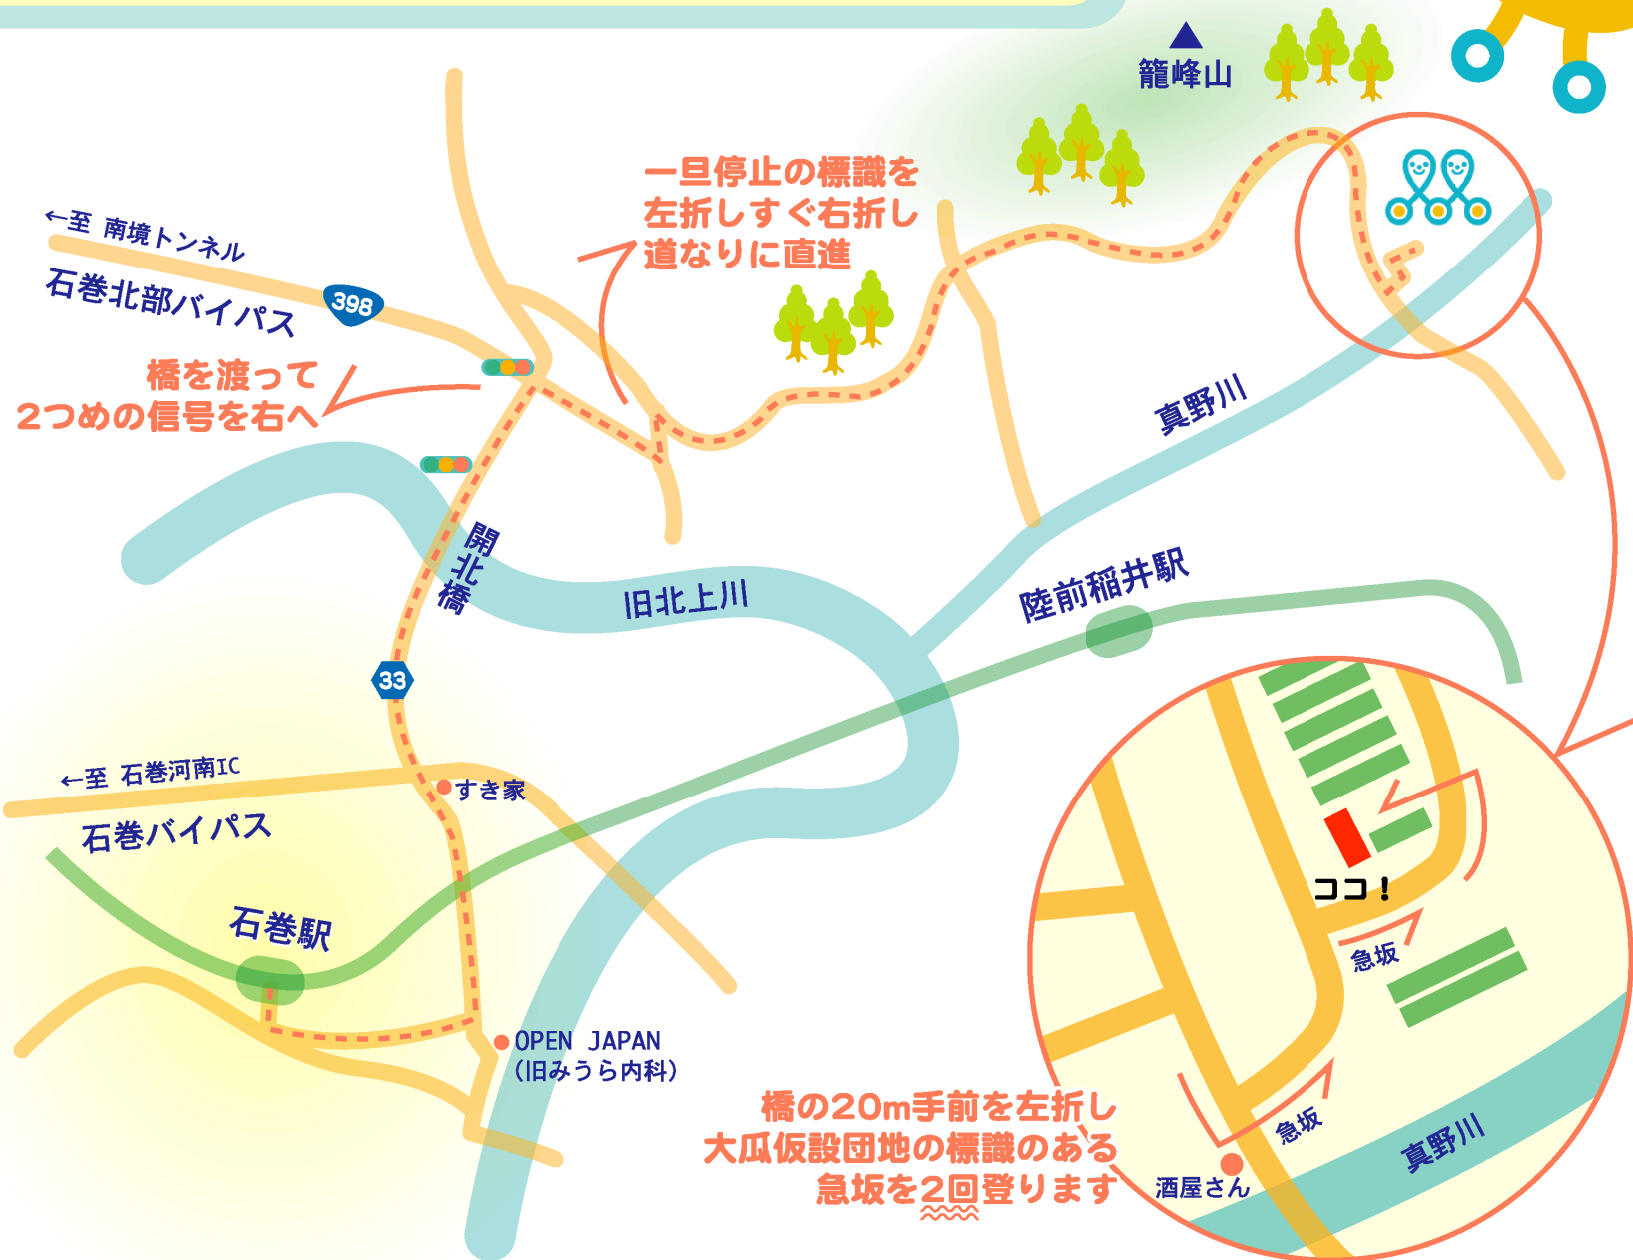 籠峰山
一旦停止の標識を
左折しすぐ右折し
道なりに直進
←至 南境トンネル
石巻北部バイパス
398
橋を渡って
2つめの信号を右へ
真野川
開北橋
旧北上川
陸前稲井駅
33
←至 石巻河南IC
すき家
石巻バイパス
石巻駅
OPEN JAPAN
(旧みうら内科)
ココ!
急坂
急坂
真野川
酒屋さん
橋の20m手前を左折し
大瓜仮設団地の標識のある
急坂を2回登ります